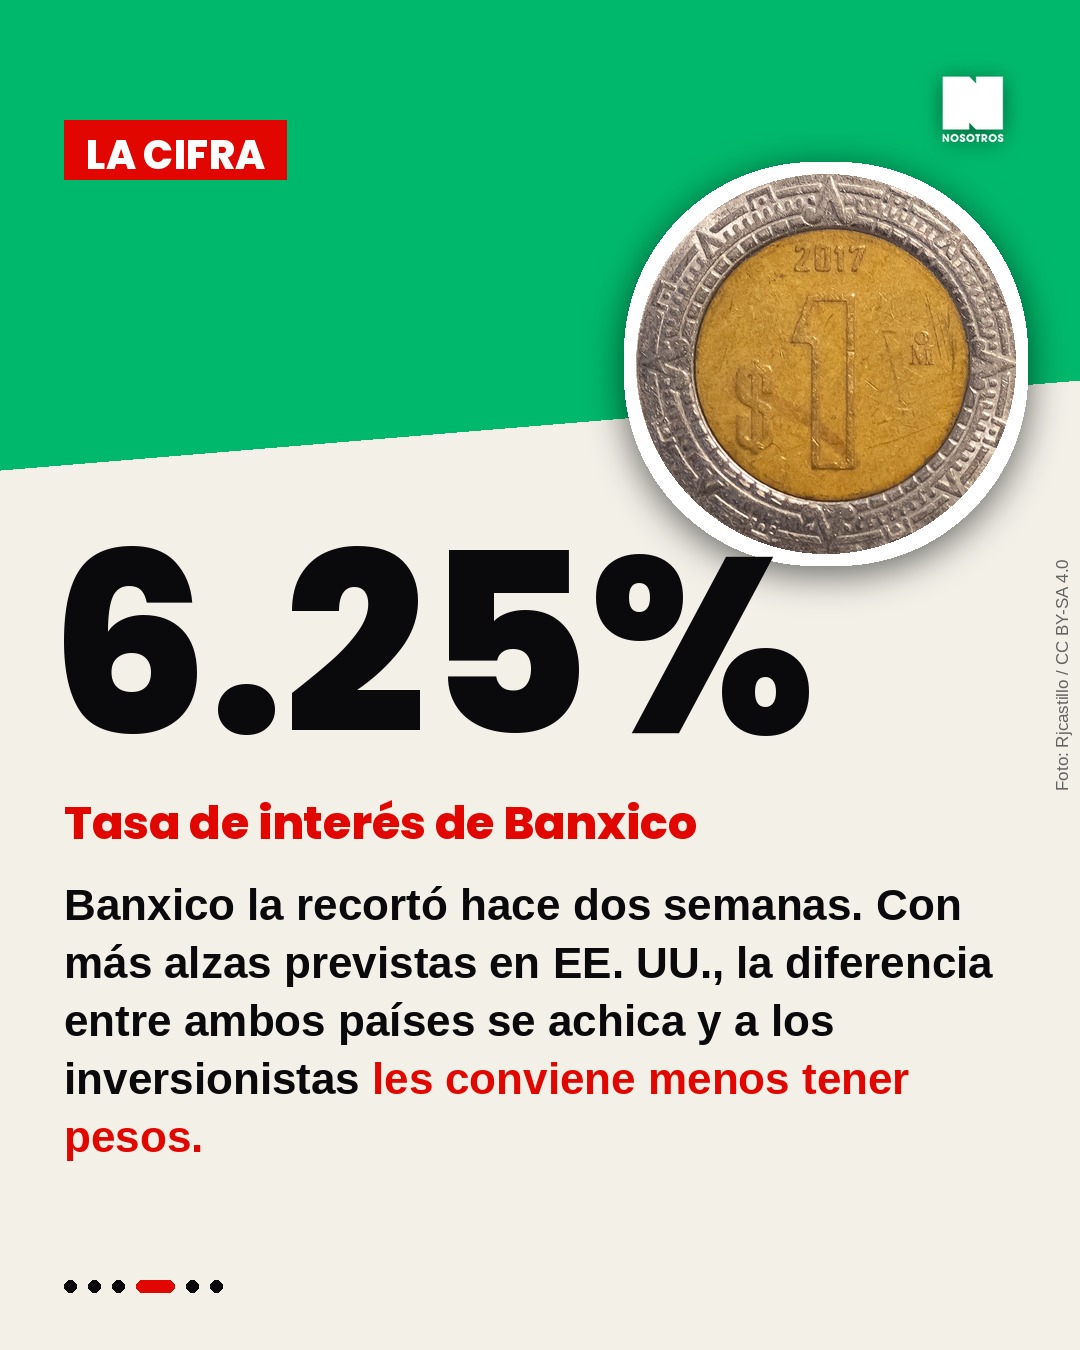 LA CIFRA
NOSOTROS
2017
$1
6.25%
Tasa de interés de Banxico
Banxico la recortó hace dos semanas. Con
más alzas previstas en EE. UU., la diferencia
entre ambos países se achica y a los
inversionistas les conviene menos tener
pesos.
Foto: Rjcastillo / CC BY-SA 4.0